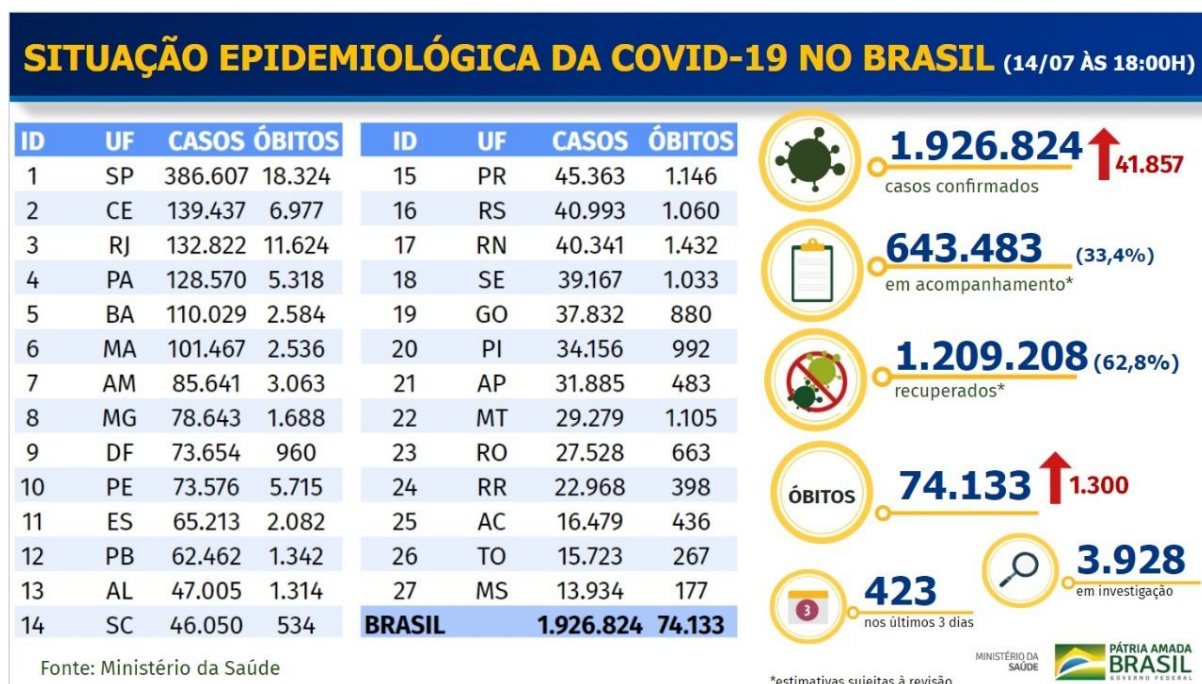 SITUAÇÃO EPIDEMIOLÓGICA DA COVID-19 NO BRASIL (14/07 ÀS 18:00H)
ID UF CASOS ÓBITOS
1 SP 386.607 18.324
2 CE 139.437 6.977
3 RJ 132.822 11.624
4 PA 128.570 5.318
5 BA 110.029 2.584
6 MA 101.467 2.536
7 AM 85.641 3.063
8 MG 78.643 1.688
9 DF 73.654 960
10 PE 73.576 5.715
11 ES 65.213 2.082
12 PB 62.462 1.342
13 AL 47.005 1.314
14 SC 46.050 534
ID UF CASOS ÓBITOS
15 PR 45.363 1.146
16 RS 40.993 1.060
17 RN 40.341 1.432
18 SE 39.167 1.033
19 GO 37.832 880
20 PI 34.156 992
21 AP 31.885 483
22 MT 29.279 1.105
23 RO 27.528 663
24 RR 22.968 398
25 AC 16.479 436
26 TO 15.723 267
27 MS 13.934 177
BRASIL 1.926.824 74.133
1.926.824 41.857
casos confirmados
643.483 (33,4%)
em acompanhamento*
1.209.208 (62,8%)
recuperados*
ÓBITOS 74.133 1.300
3.928
em investigação
3
423
nos últimos 3 dias
Fonte: Ministério da Saúde
*estimativas sujeitas à revisão
MINISTÉRIO DA
SAÚDE
PÁTRIA AMADA
BRASIL
GOVERNO FEDERAL